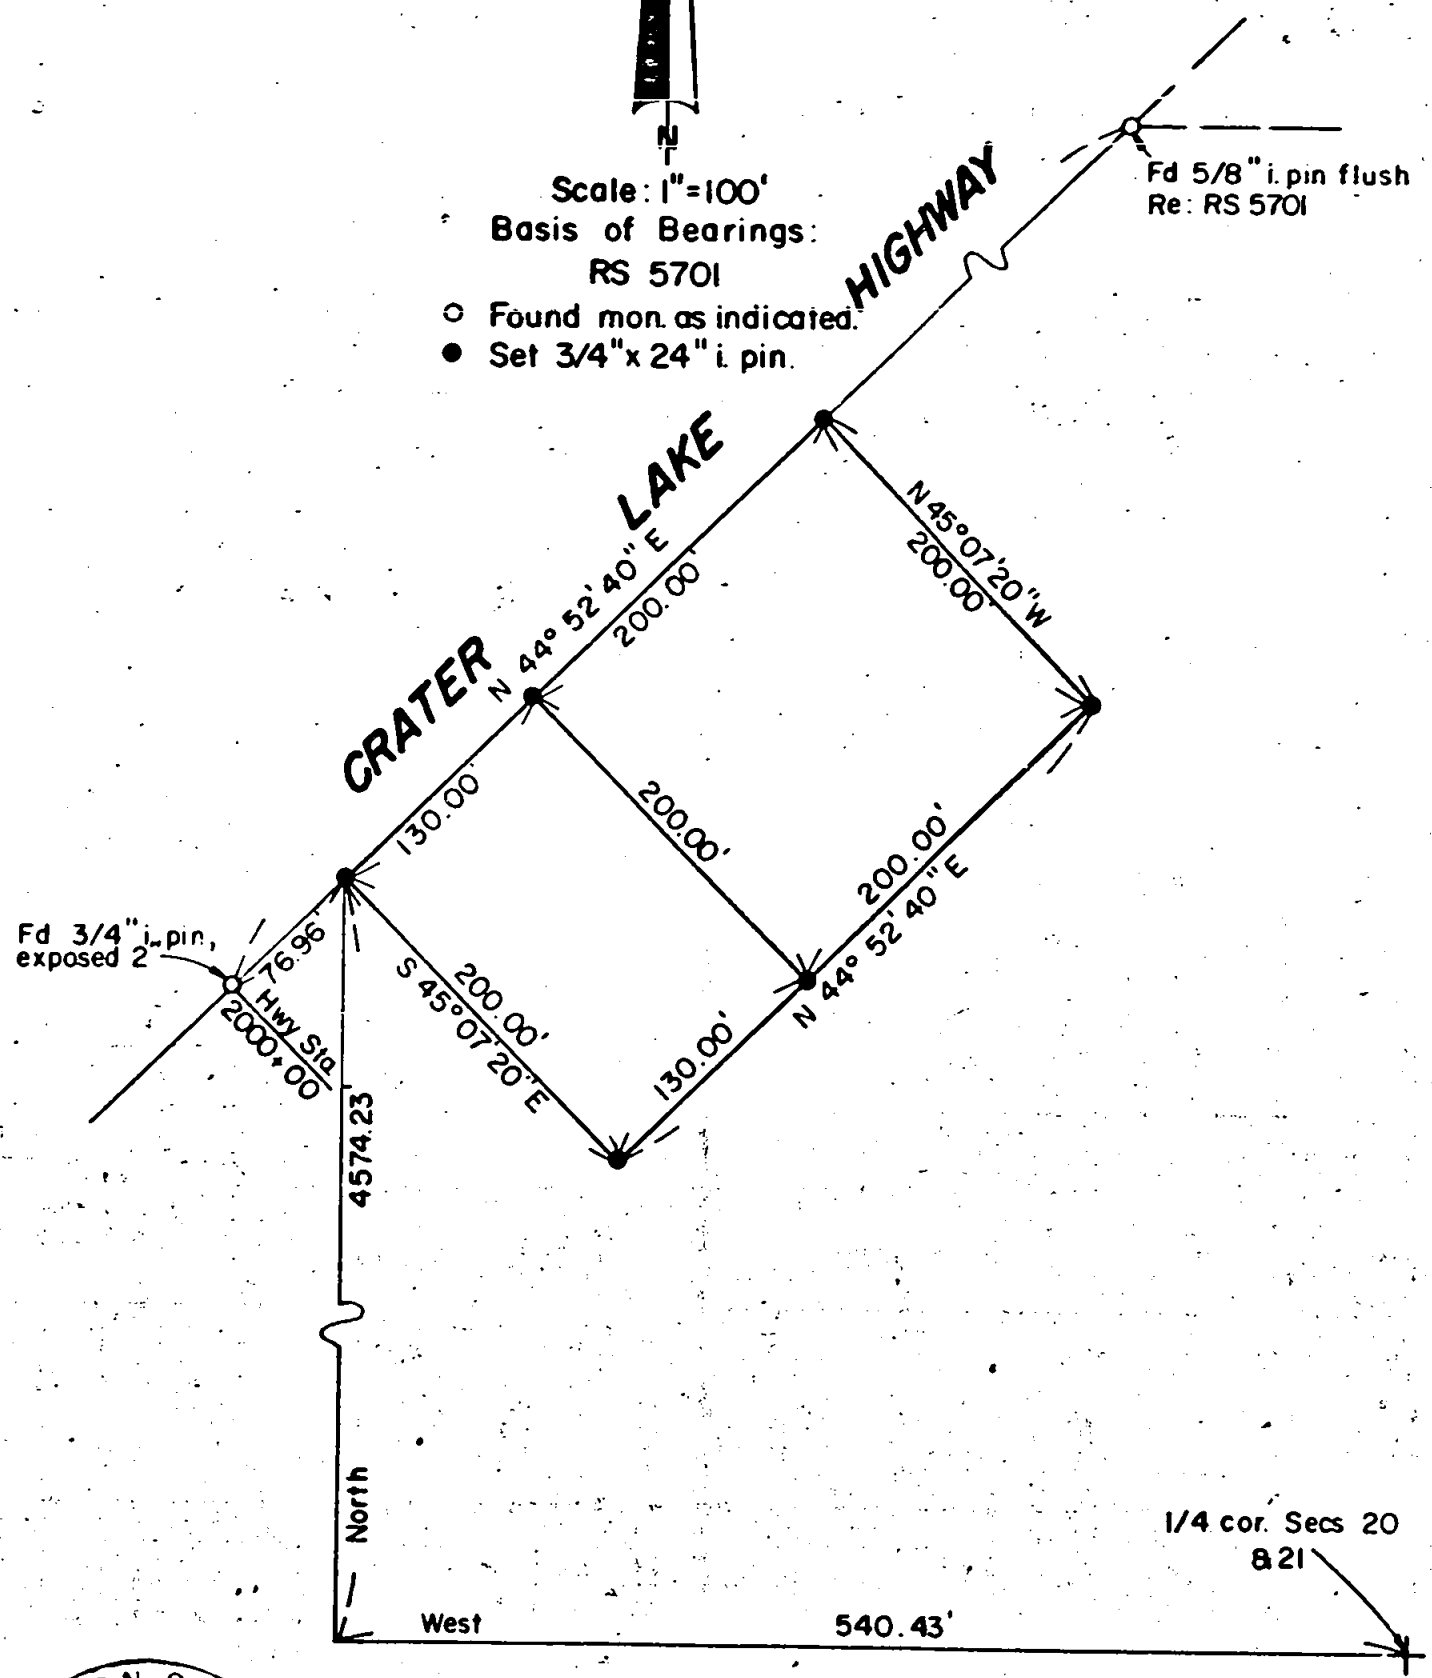 N
Scale: 1"=100'
Basis of Bearings:
RS 5701
Found mon. as indicated.
Set 3/4"x 24" i. pin.
Fd 5/8" i. pin flush
Re: RS 5701
CRATER LAKE HIGHWAY
N 44° 52' 40" E
200.00'
N 45°07'20"W
200.00'
130.00'
200.00'
200.00'
N 44° 52' 40" E
Fd 3/4" i. pin,
exposed 2"
76.96'
Hwy Sta
2000+00
200.00'
S 45°07'20"E
130.00'
4574.23
North
1/4 cor. Secs 20
& 21
West
540.43'